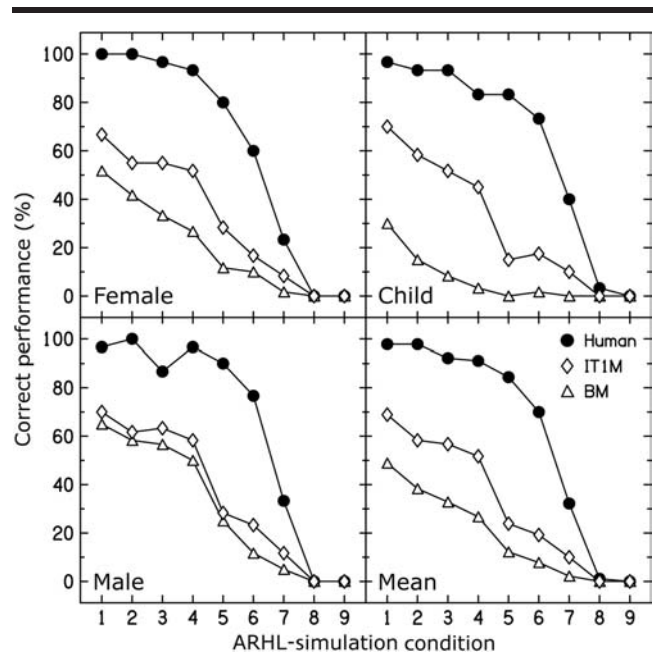 Correct performance (%)
100
80
60
40
20
0
Female
Child
100
80
60
40
20
0
Male
Human
IT1M
BM
Mean
1 2 3 4 5 6 7 8 9
1 2 3 4 5 6 7 8 9
ARHL-simulation condition